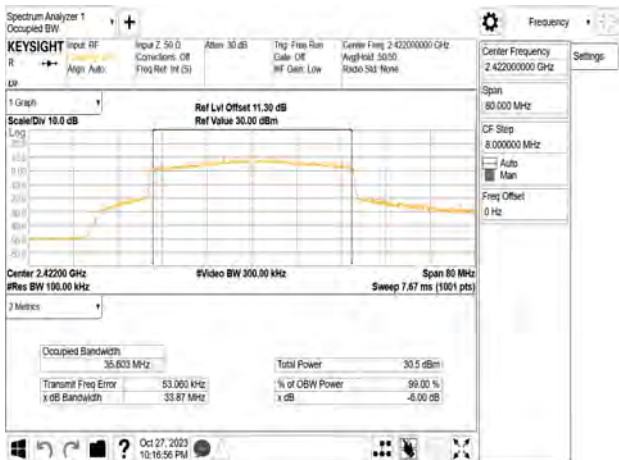 Spectrum Analyzer 1
Occupied BW
+
Frequency
KEYSIGHT
R
Input: RF
Align: Auto
Input Z: 50 Ω
Corrections: Off
Freq Ref: Int (S)
Atten: 30 dB
Trig: Free Run
Gate: Off
#IF Gain: Low
Center Freq: 2.422000000 GHz
Avg|Hold: 50/50
Radio Std: None
Center Frequency
2.422000000 GHz
Settings
Span
80.000 MHz
CF Step
8.000000 MHz
Auto
Man
Freq Offset
0 Hz
1 Graph
Scale/Div 10.0 dB
Ref Lvl Offset 11.30 dB
Ref Value 30.00 dBm
Log
Center 2.42200 GHz
#Res BW 100.00 kHz
#Video BW 300.00 kHz
Span 80 MHz
Sweep 7.67 ms (1001 pts)
2 Metrics
Occupied Bandwidth
35.603 MHz
Total Power
30.5 dBm
Transmit Freq Error
53.060 kHz
% of OBW Power
99.00 %
x dB Bandwidth
33.87 MHz
x dB
-6.00 dB
?
Oct 27, 2023
10:16:56 PM